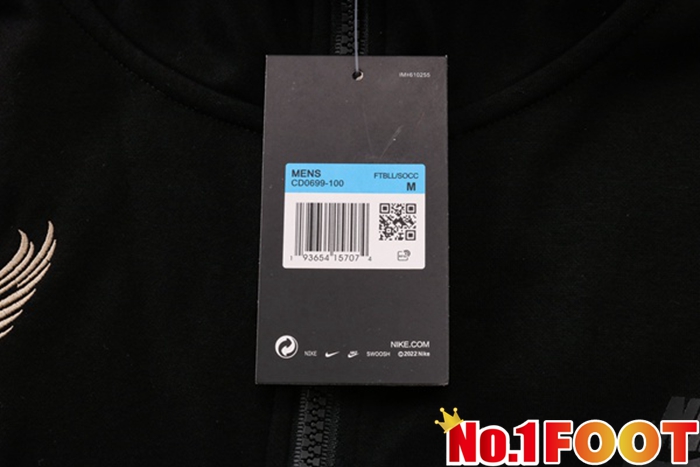 IMH610255
MENS
FTBLL/SOCC
CD0699-100
M
1 93654 15707 4
NIKE.COM
NIKE
SWOOSH
©2022 Nike
No.1FOOT